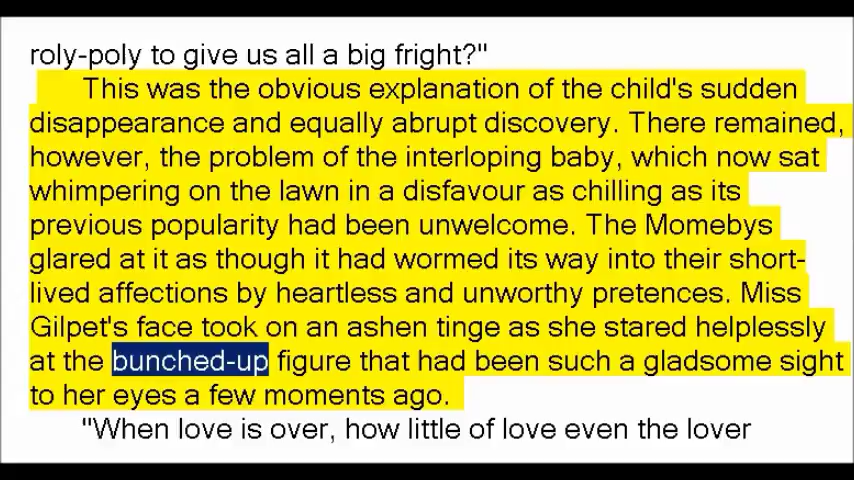 roly-poly to give us all a big fright?"
This was the obvious explanation of the child's sudden
disappearance and equally abrupt discovery. There remained,
however, the problem of the interloping baby, which now sat
whimpering on the lawn in a disfavour as chilling as its
previous popularity had been unwelcome. The Momebys
glared at it as though it had wormed its way into their short-
lived affections by heartless and unworthy pretences. Miss
Gilpet's face took on an ashen tinge as she stared helplessly
at the bunched-up figure that had been such a gladsome sight
to her eyes a few moments ago.
"When love is over, how little of love even the lover